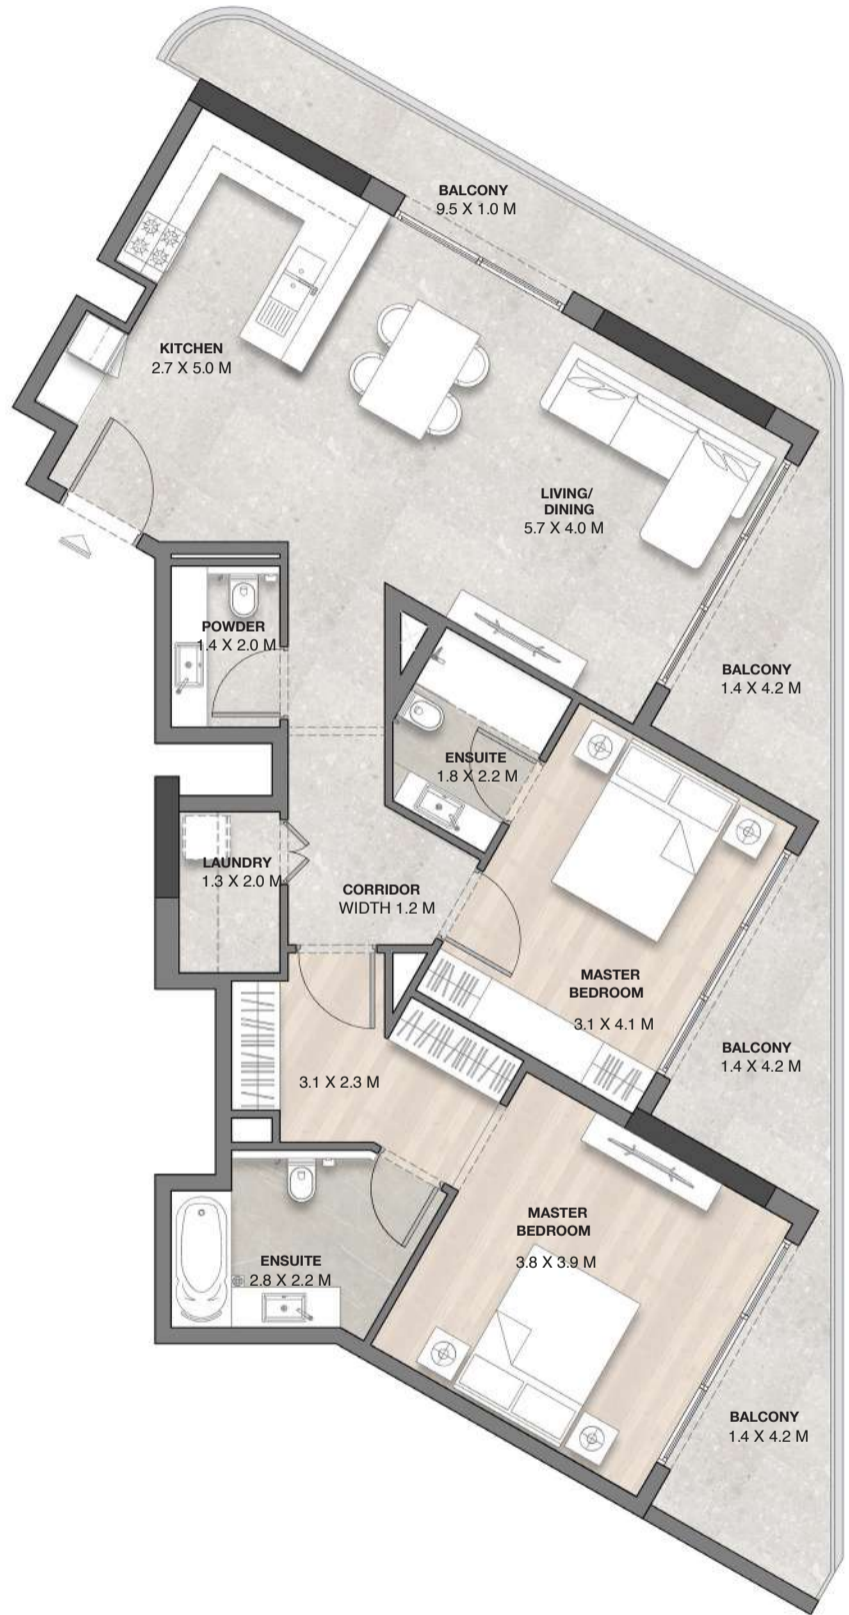 BALCONY
9.5 X 1.0 M
KITCHEN
2.7 X 5.0 M
LIVING/
DINING
5.7 X 4.0 M
POWDER
1.4 X 2.0 M
BALCONY
1.4 X 4.2 M
ENSUITE
1.8 X 2.2 M
LAUNDRY
1.3 X 2.0 M
CORRIDOR
WIDTH 1.2 M
MASTER
BEDROOM
3.1 X 4.1 M
BALCONY
1.4 X 4.2 M
3.1 X 2.3 M
MASTER
BEDROOM
3.8 X 3.9 M
ENSUITE
2.8 X 2.2 M
BALCONY
1.4 X 4.2 M